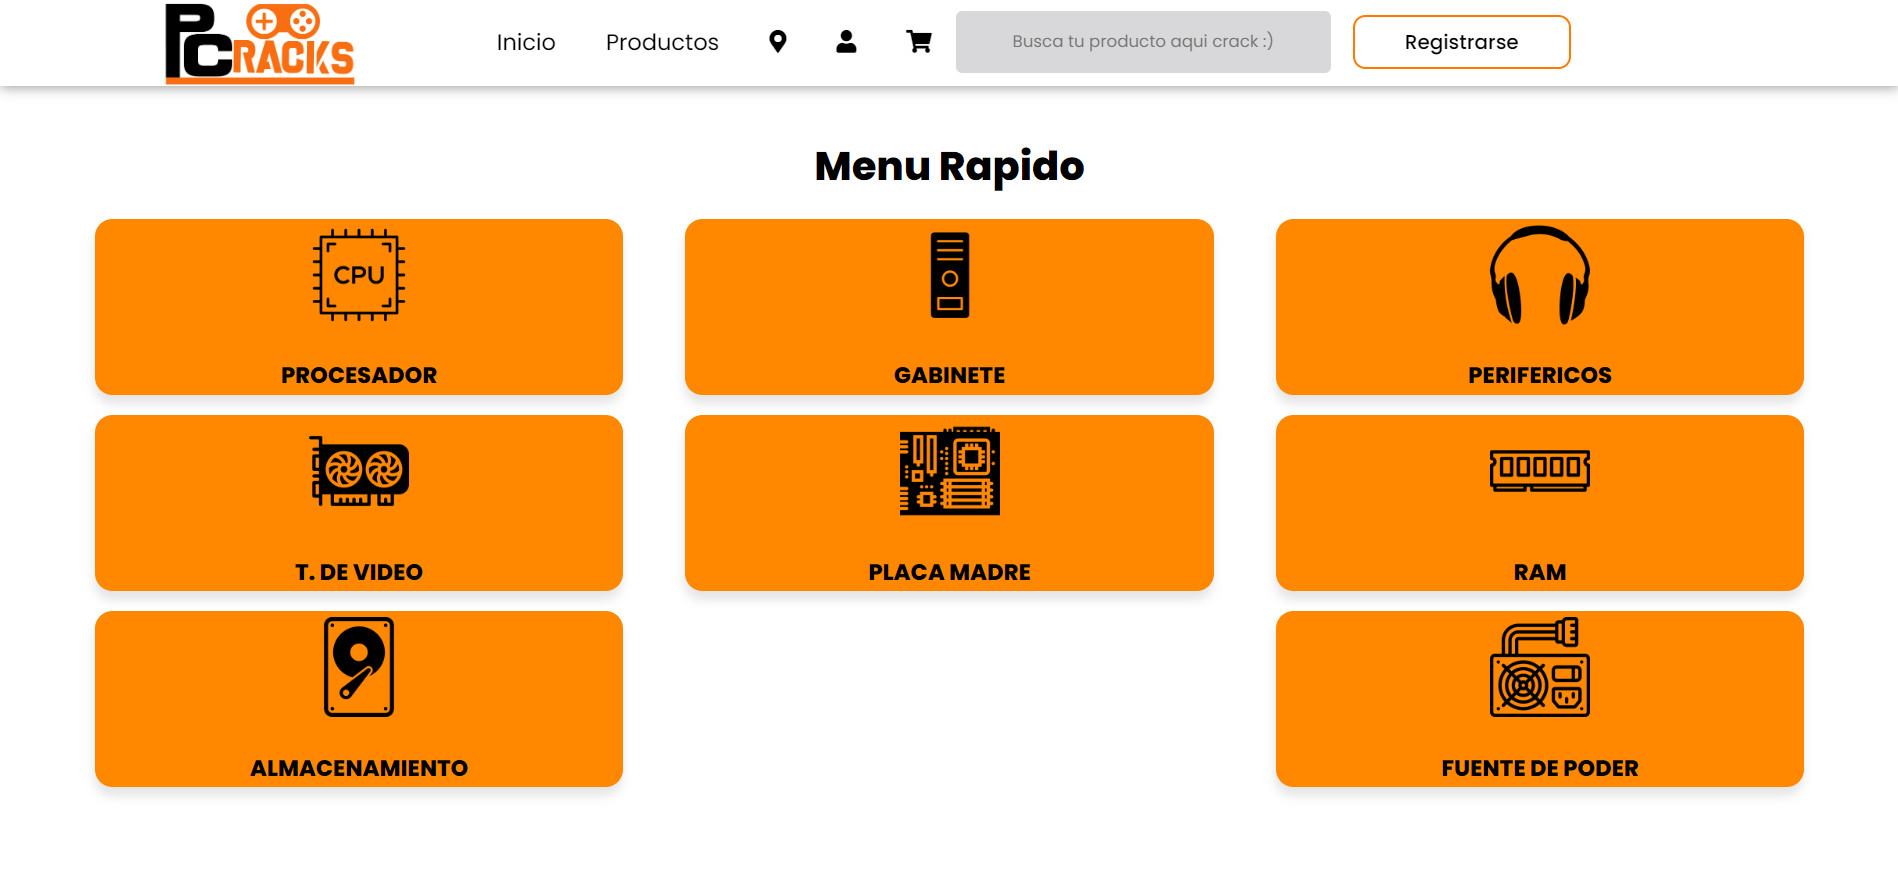 PCRACKS
Inicio
Productos
Busca tu producto aqui crack :)
Registrarse
Menu Rapido
CPU
PROCESADOR
GABINETE
PERIFERICOS
T. DE VIDEO
PLACA MADRE
RAM
ALMACENAMIENTO
FUENTE DE PODER